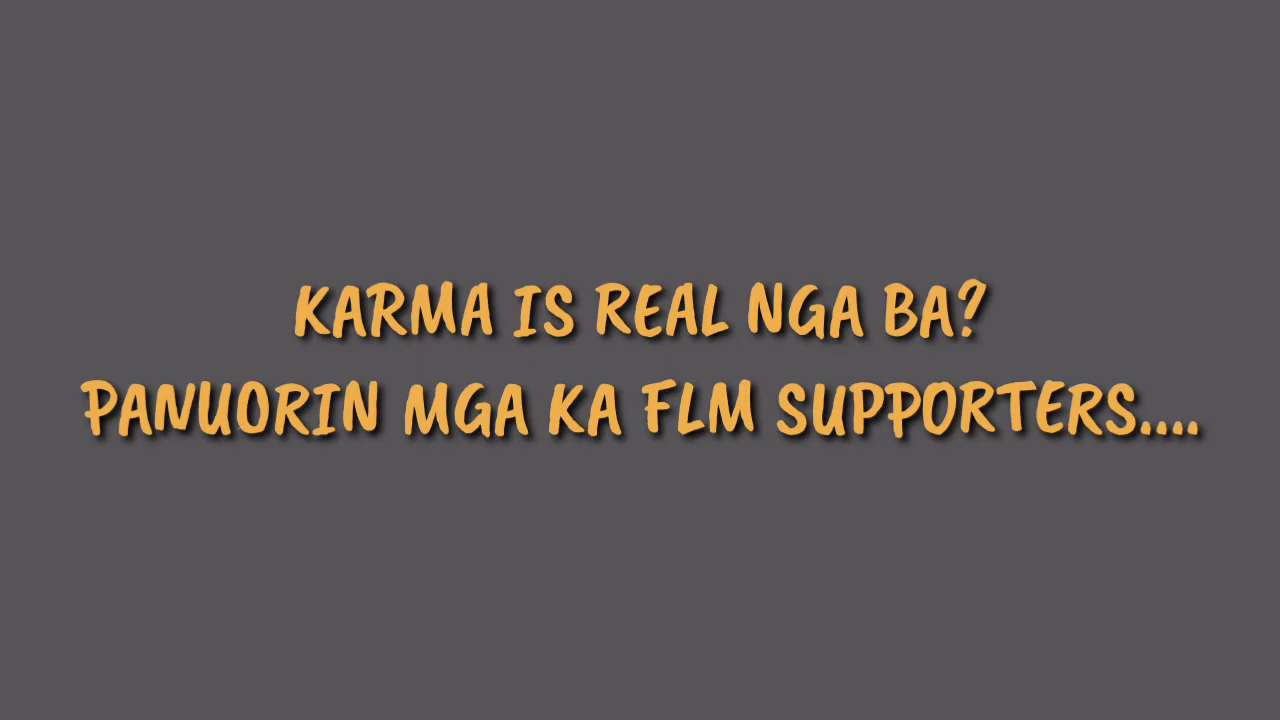 KARMA IS REAL NGA BA?
PANUORIN MGA KA FLM SUPPORTERS....